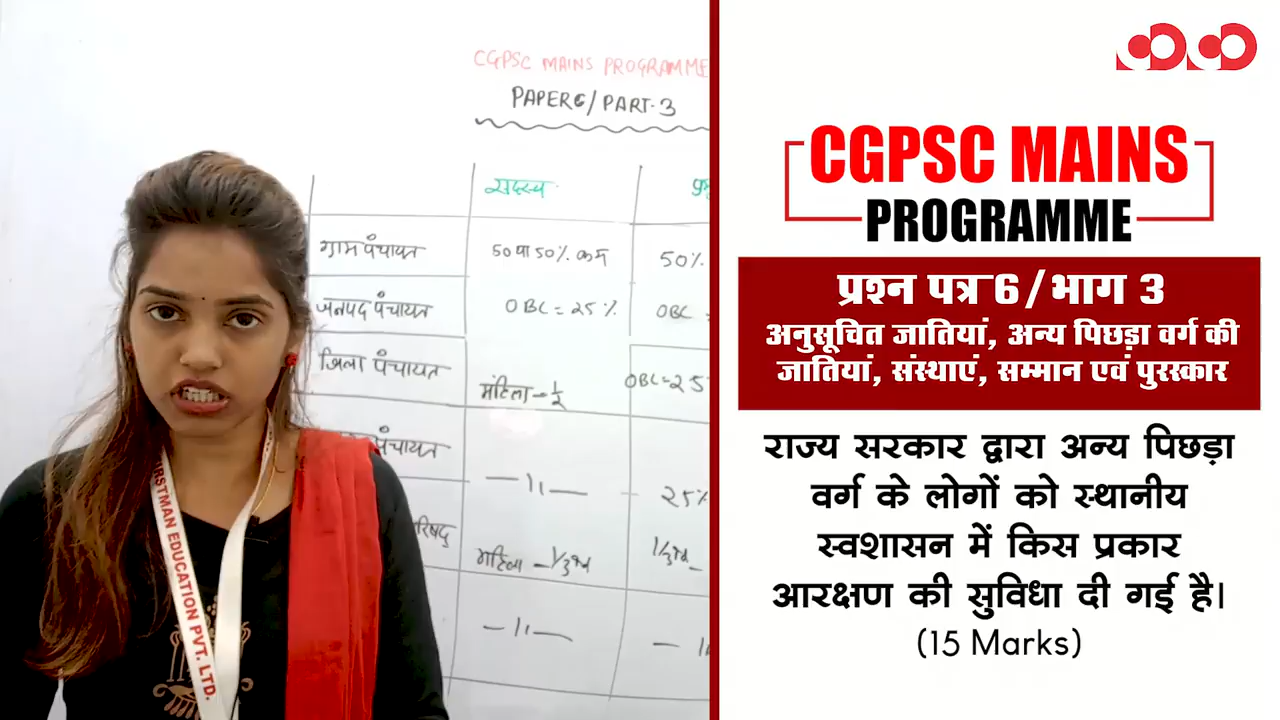 CGPSC MAINS PROGRAMME
PAPER 6/ PART-3
सदस्य
ग्राम पंचायत 50 या 50% कम 50%
जनपद पंचायत OBC = 25% OBC =
जिला पंचायत महिला - 1/2 OBC = 25
पंचायत — 11 — 25%
रिषद् महिला - 1/3
— 11 —
FIRSTMAN EDUCATION PVT. LTD.
CGPSC MAINS
PROGRAMME
प्रश्न पत्र 6 / भाग 3
अनुसूचित जातियां, अन्य पिछड़ा वर्ग की
जातियां, संस्थाएं, सम्मान एवं पुरस्कार
राज्य सरकार द्वारा अन्य पिछड़ा
वर्ग के लोगों को स्थानीय
स्वशासन में किस प्रकार
आरक्षण की सुविधा दी गई है।
(15 Marks)